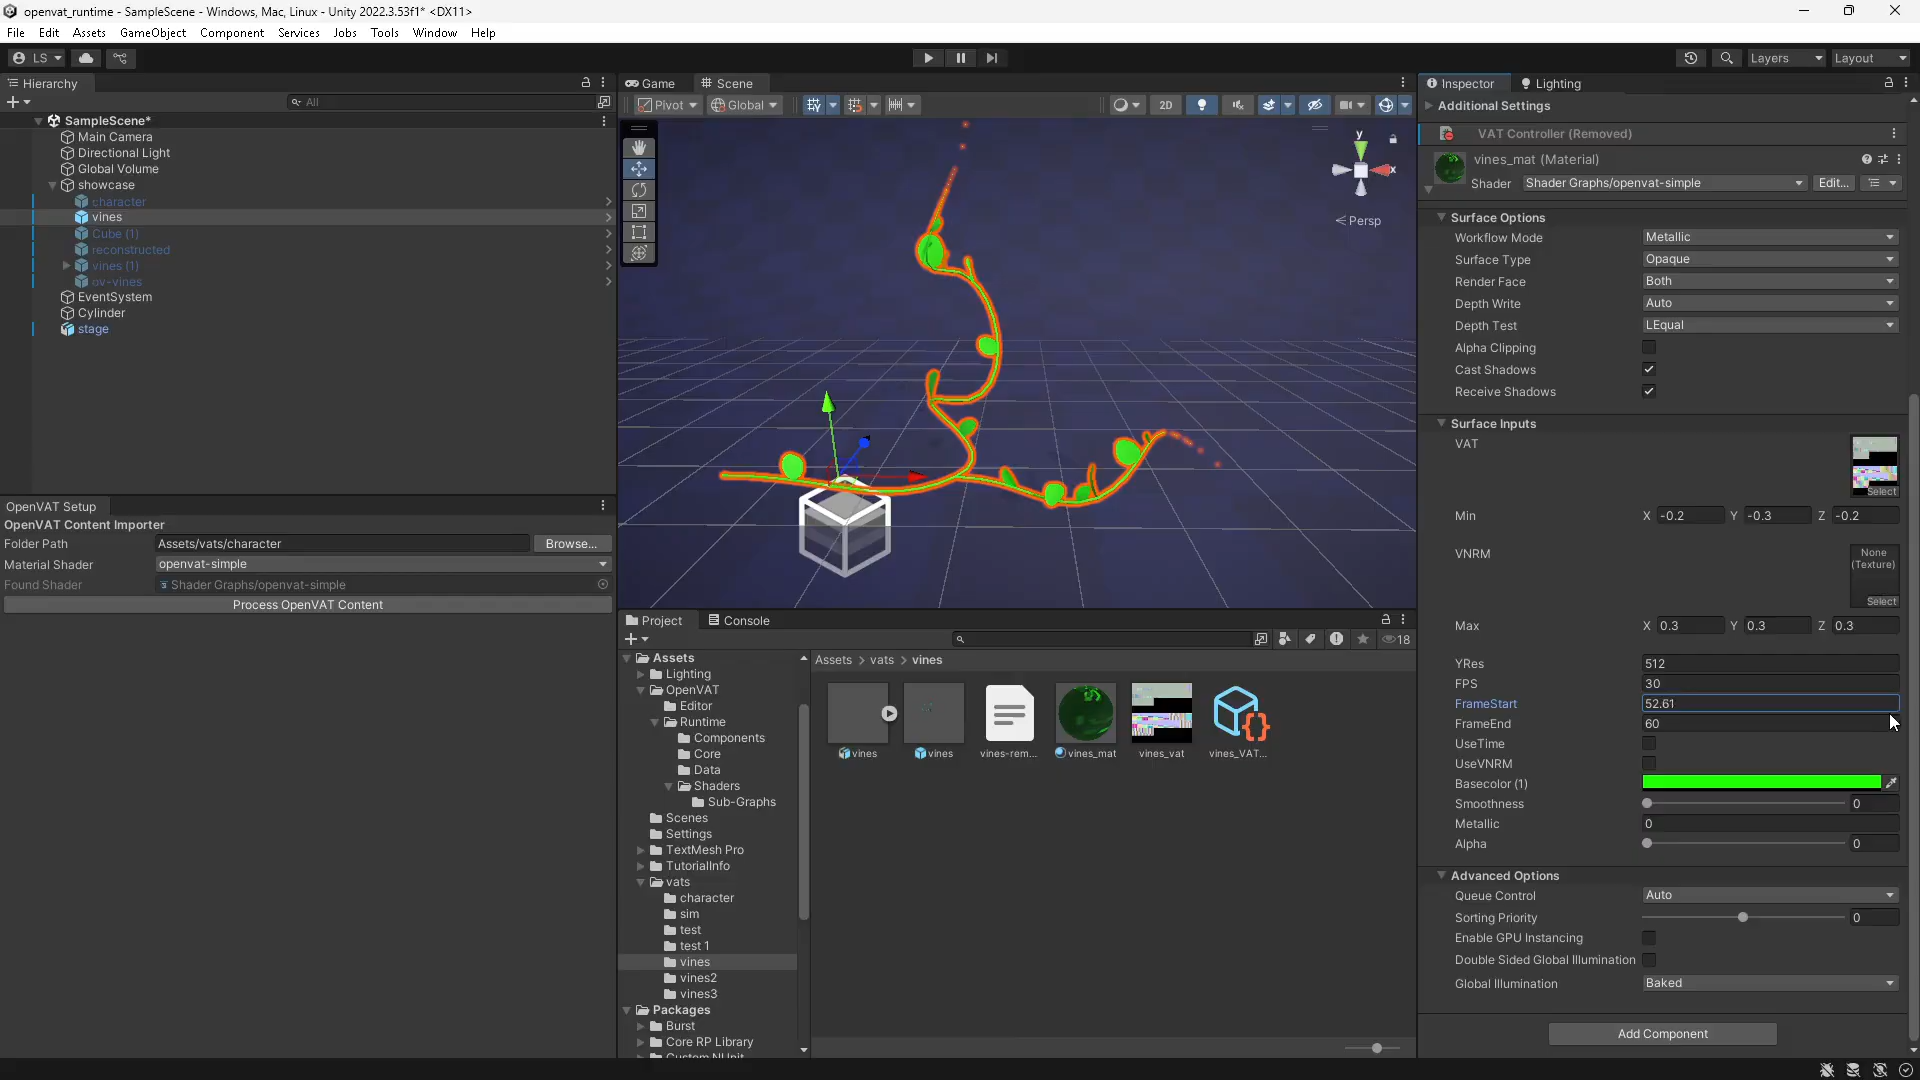 openvat_runtime - SampleScene - Windows, Mac, Linux - Unity 2022.3.53f1* <DX11>
File Edit Assets GameObject Component Services Jobs Tools Window Help
LS Layers Layout
Hierarchy
All
SampleScene*
Main Camera
Directional Light
Global Volume
showcase
character
vines
Cube (1)
reconstructed
vines (1)
ov-vines
EventSystem
Cylinder
stage
OpenVAT Setup
OpenVAT Content Importer
Folder Path Assets/vats/character Browse...
Material Shader openvat-simple
Found Shader Shader Graphs/openvat-simple
Process OpenVAT Content
Game Scene
Pivot Global 2D
y
x
Persp
Project Console
18
Assets
Lighting
OpenVAT
Editor
Runtime
Components
Core
Data
Shaders
Sub-Graphs
Scenes
Settings
TextMesh Pro
TutorialInfo
vats
character
sim
test
test 1
vines
vines2
vines3
Packages
Burst
Core RP Library
Custom NUnit
Assets > vats > vines
vines vines vines-rem... vines_mat vines_vat vines_VAT...
Inspector Lighting
Additional Settings
VAT Controller (Removed)
vines_mat (Material)
Shader Shader Graphs/openvat-simple Edit...
Surface Options
Workflow Mode Metallic
Surface Type Opaque
Render Face Both
Depth Write Auto
Depth Test LEqual
Alpha Clipping
Cast Shadows
Receive Shadows
Surface Inputs
VAT
Select
Min X -0.2 Y -0.3 Z -0.2
VNRM
None
(Texture)
Select
Max X 0.3 Y 0.3 Z 0.3
YRes 512
FPS 30
FrameStart 52.61
FrameEnd 60
UseTime
UseVNRM
Basecolor (1)
Smoothness 0
Metallic 0
Alpha 0
Advanced Options
Queue Control Auto
Sorting Priority 0
Enable GPU Instancing
Double Sided Global Illumination
Global Illumination Baked
Add Component